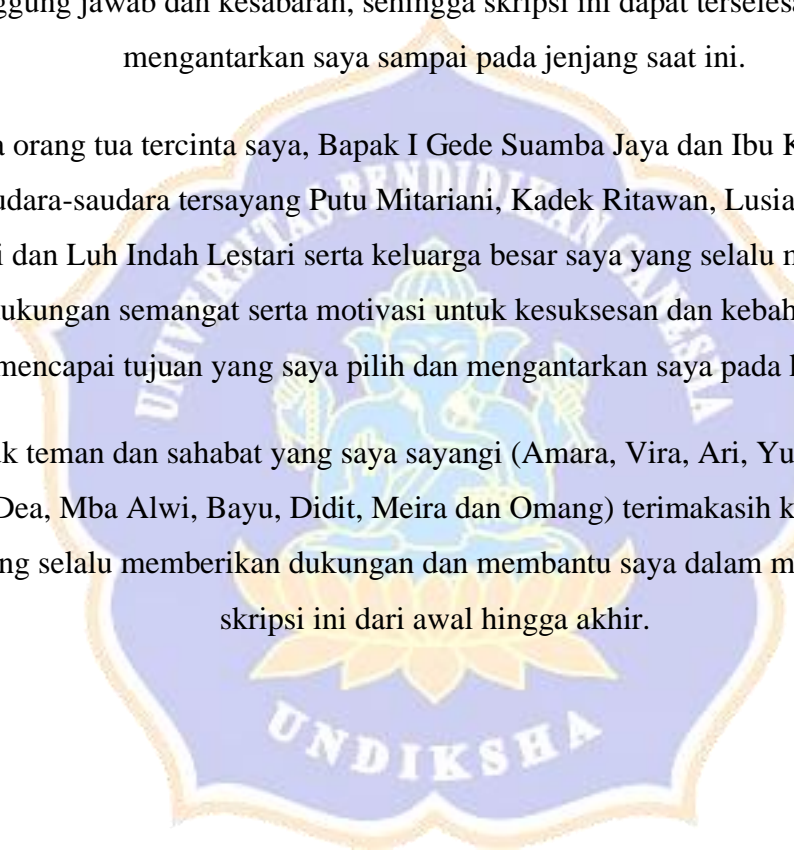 ggung jawab dan kesabaran, sehingga skripsi ini dapat terseles
mengantarkan saya sampai pada jenjang saat ini.
a orang tua tercinta saya, Bapak I Gede Suamba Jaya dan Ibu K
udara-saudara tersayang Putu Mitariani, Kadek Ritawan, Lusia
i dan Luh Indah Lestari serta keluarga besar saya yang selalu m
ukungan semangat serta motivasi untuk kesuksesan dan kebah
mencapai tujuan yang saya pilih dan mengantarkan saya pada
uk teman dan sahabat yang saya sayangi (Amara, Vira, Ari, Yu
Dea, Mba Alwi, Bayu, Didit, Meira dan Omang) terimakasih k
ng selalu memberikan dukungan dan membantu saya dalam m
skripsi ini dari awal hingga akhir.
UNIVERSITAS PENDIDIKAN GANESHA
UNDIKSHA